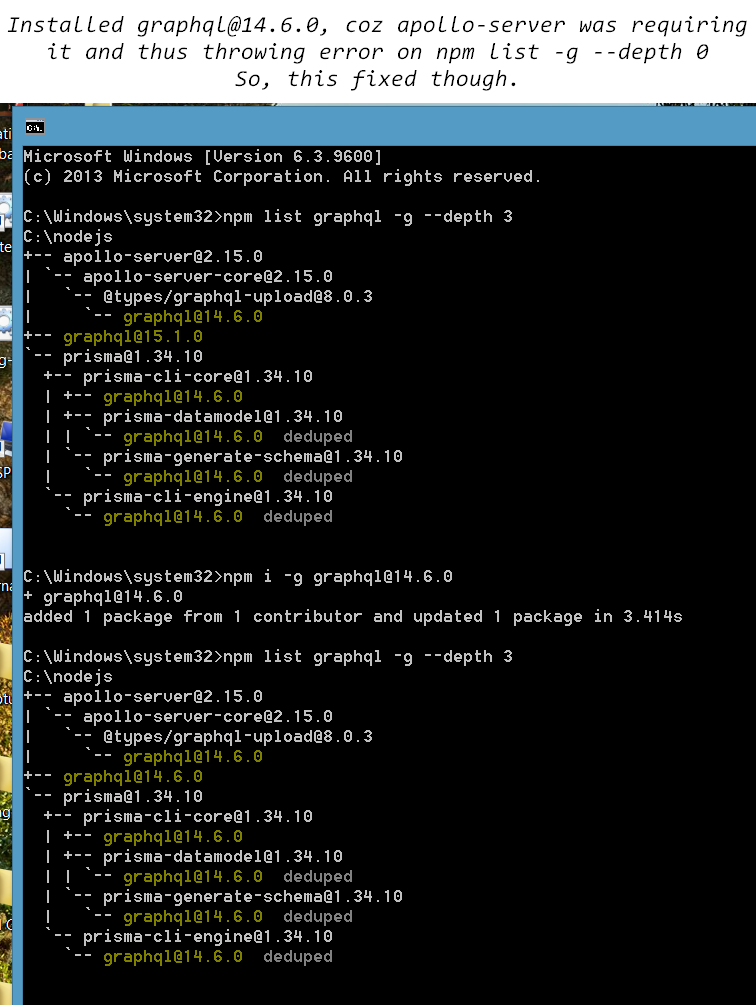 Installed graphql@14.6.0, coz apollo-server was requiring
it and thus throwing error on npm list -g --depth 0
So, this fixed though.
C:\.
Microsoft Windows [Version 6.3.9600]
(c) 2013 Microsoft Corporation. All rights reserved.
C:\Windows\system32>npm list graphql -g --depth 3
C:\nodejs
+-- apollo-server@2.15.0
| `-- apollo-server-core@2.15.0
|   `-- @types/graphql-upload@8.0.3
|     `-- graphql@14.6.0
+-- graphql@15.1.0
`-- prisma@1.34.10
  +-- prisma-cli-core@1.34.10
  | +-- graphql@14.6.0
  | +-- prisma-datamodel@1.34.10
  | | `-- graphql@14.6.0  deduped
  | `-- prisma-generate-schema@1.34.10
  |   `-- graphql@14.6.0  deduped
  `-- prisma-cli-engine@1.34.10
    `-- graphql@14.6.0  deduped
C:\Windows\system32>npm i -g graphql@14.6.0
+ graphql@14.6.0
added 1 package from 1 contributor and updated 1 package in 3.414s
C:\Windows\system32>npm list graphql -g --depth 3
C:\nodejs
+-- apollo-server@2.15.0
| `-- apollo-server-core@2.15.0
|   `-- @types/graphql-upload@8.0.3
|     `-- graphql@14.6.0
+-- graphql@14.6.0
`-- prisma@1.34.10
  +-- prisma-cli-core@1.34.10
  | +-- graphql@14.6.0
  | +-- prisma-datamodel@1.34.10
  | | `-- graphql@14.6.0  deduped
  | `-- prisma-generate-schema@1.34.10
  |   `-- graphql@14.6.0  deduped
  `-- prisma-cli-engine@1.34.10
    `-- graphql@14.6.0  deduped